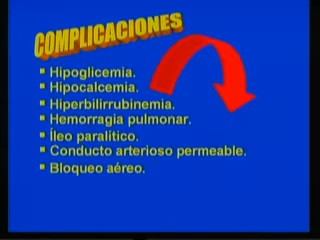 COMPLICACIONES
Hipoglicemia.
Hipocalcemia.
Hiperbilirrubinemia.
Hemorragia pulmonar.
Íleo paralítico.
Conducto arterioso permeable.
Bloqueo aéreo.